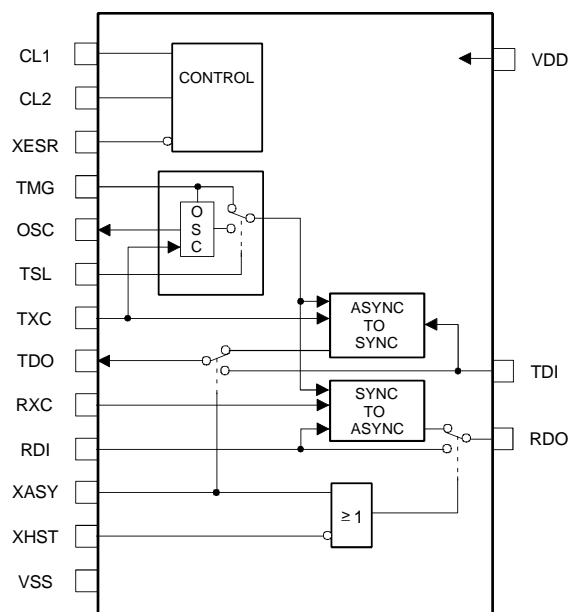 CL1
CONTROL
VDD
CL2
XESR
TMG
O
S
C
OSC
TSL
TXC
ASYNC
TO
SYNC
TDO
TDI
RXC
SYNC
TO
ASYNC
RDO
RDI
XASY
≥ 1
XHST
VSS